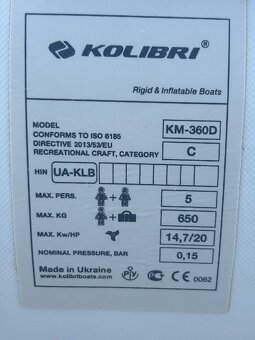 KOLIBRI®
Rigid & Inflatable Boats
MODEL KM-360D
CONFORMS TO ISO 6185
DIRECTIVE 2013/53/EU
RECREATIONAL CRAFT, CATEGORY C
HIN UA-KLB
MAX. PERS. 5
MAX. KG + 650
MAX. Kw/HP 14,7/20
NOMINAL PRESSURE, BAR 0,15
Made in Ukraine
www.kolibriboats.com CE 0062